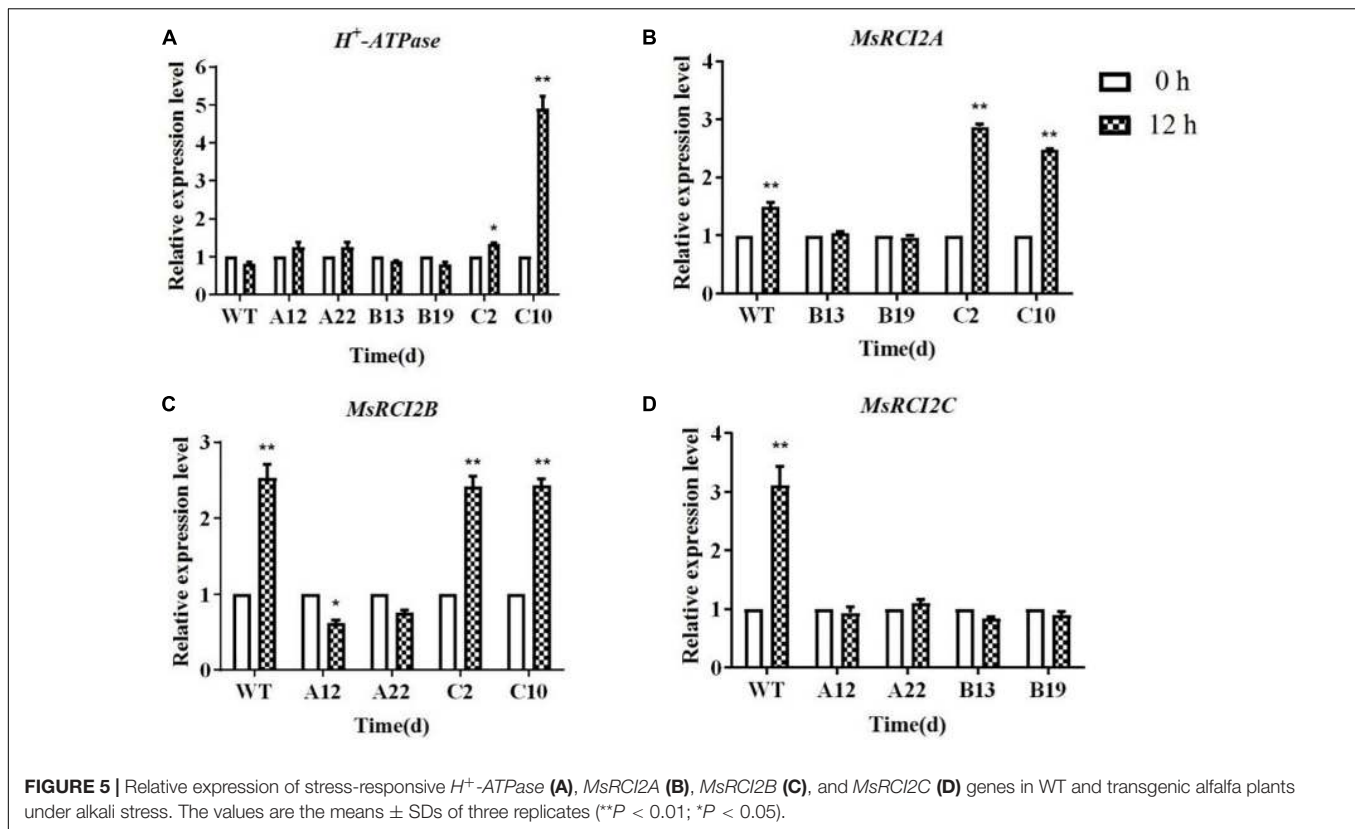 A
H+-ATPase
Relative expression level
6
5
4
3
2
1
0
**
*
WT A12 A22 B13 B19 C2 C10
Time(d)
B
MsRCI2A
Relative expression level
4
3
2
1
0
**
**
**
WT B13 B19 C2 C10
Time(d)
0 h
12 h
C
MsRCI2B
Relative expression level
3
2
1
0
**
*
**
**
WT A12 A22 C2 C10
Time(d)
D
MsRCI2C
Relative expression level
4
3
2
1
0
**
WT A12 A22 B13 B19
Time(d)
FIGURE 5 | Relative expression of stress-responsive H+-ATPase (A), MsRCI2A (B), MsRCI2B (C), and MsRCI2C (D) genes in WT and transgenic alfalfa plants
under alkali stress. The values are the means ± SDs of three replicates (**P < 0.01; *P < 0.05).